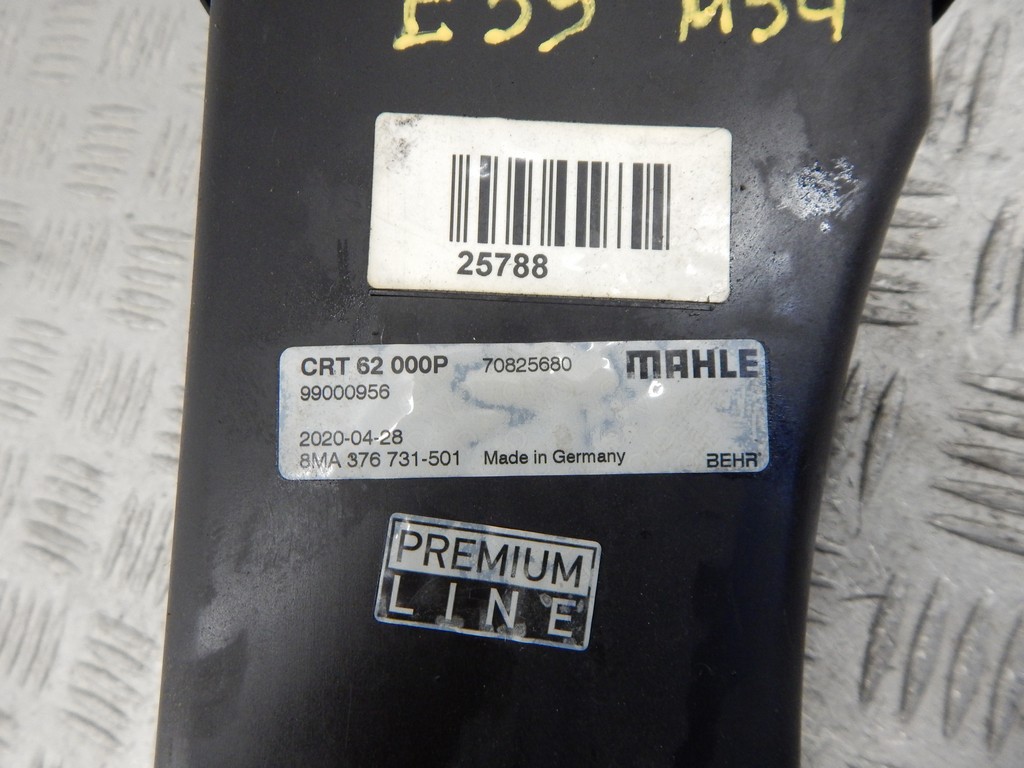 E39 M54
25788
CRT 62 000P 70825680 MAHLE
99000956
2020-04-28
8MA 376 731-501 Made in Germany BEHR
PREMIUM
LINE